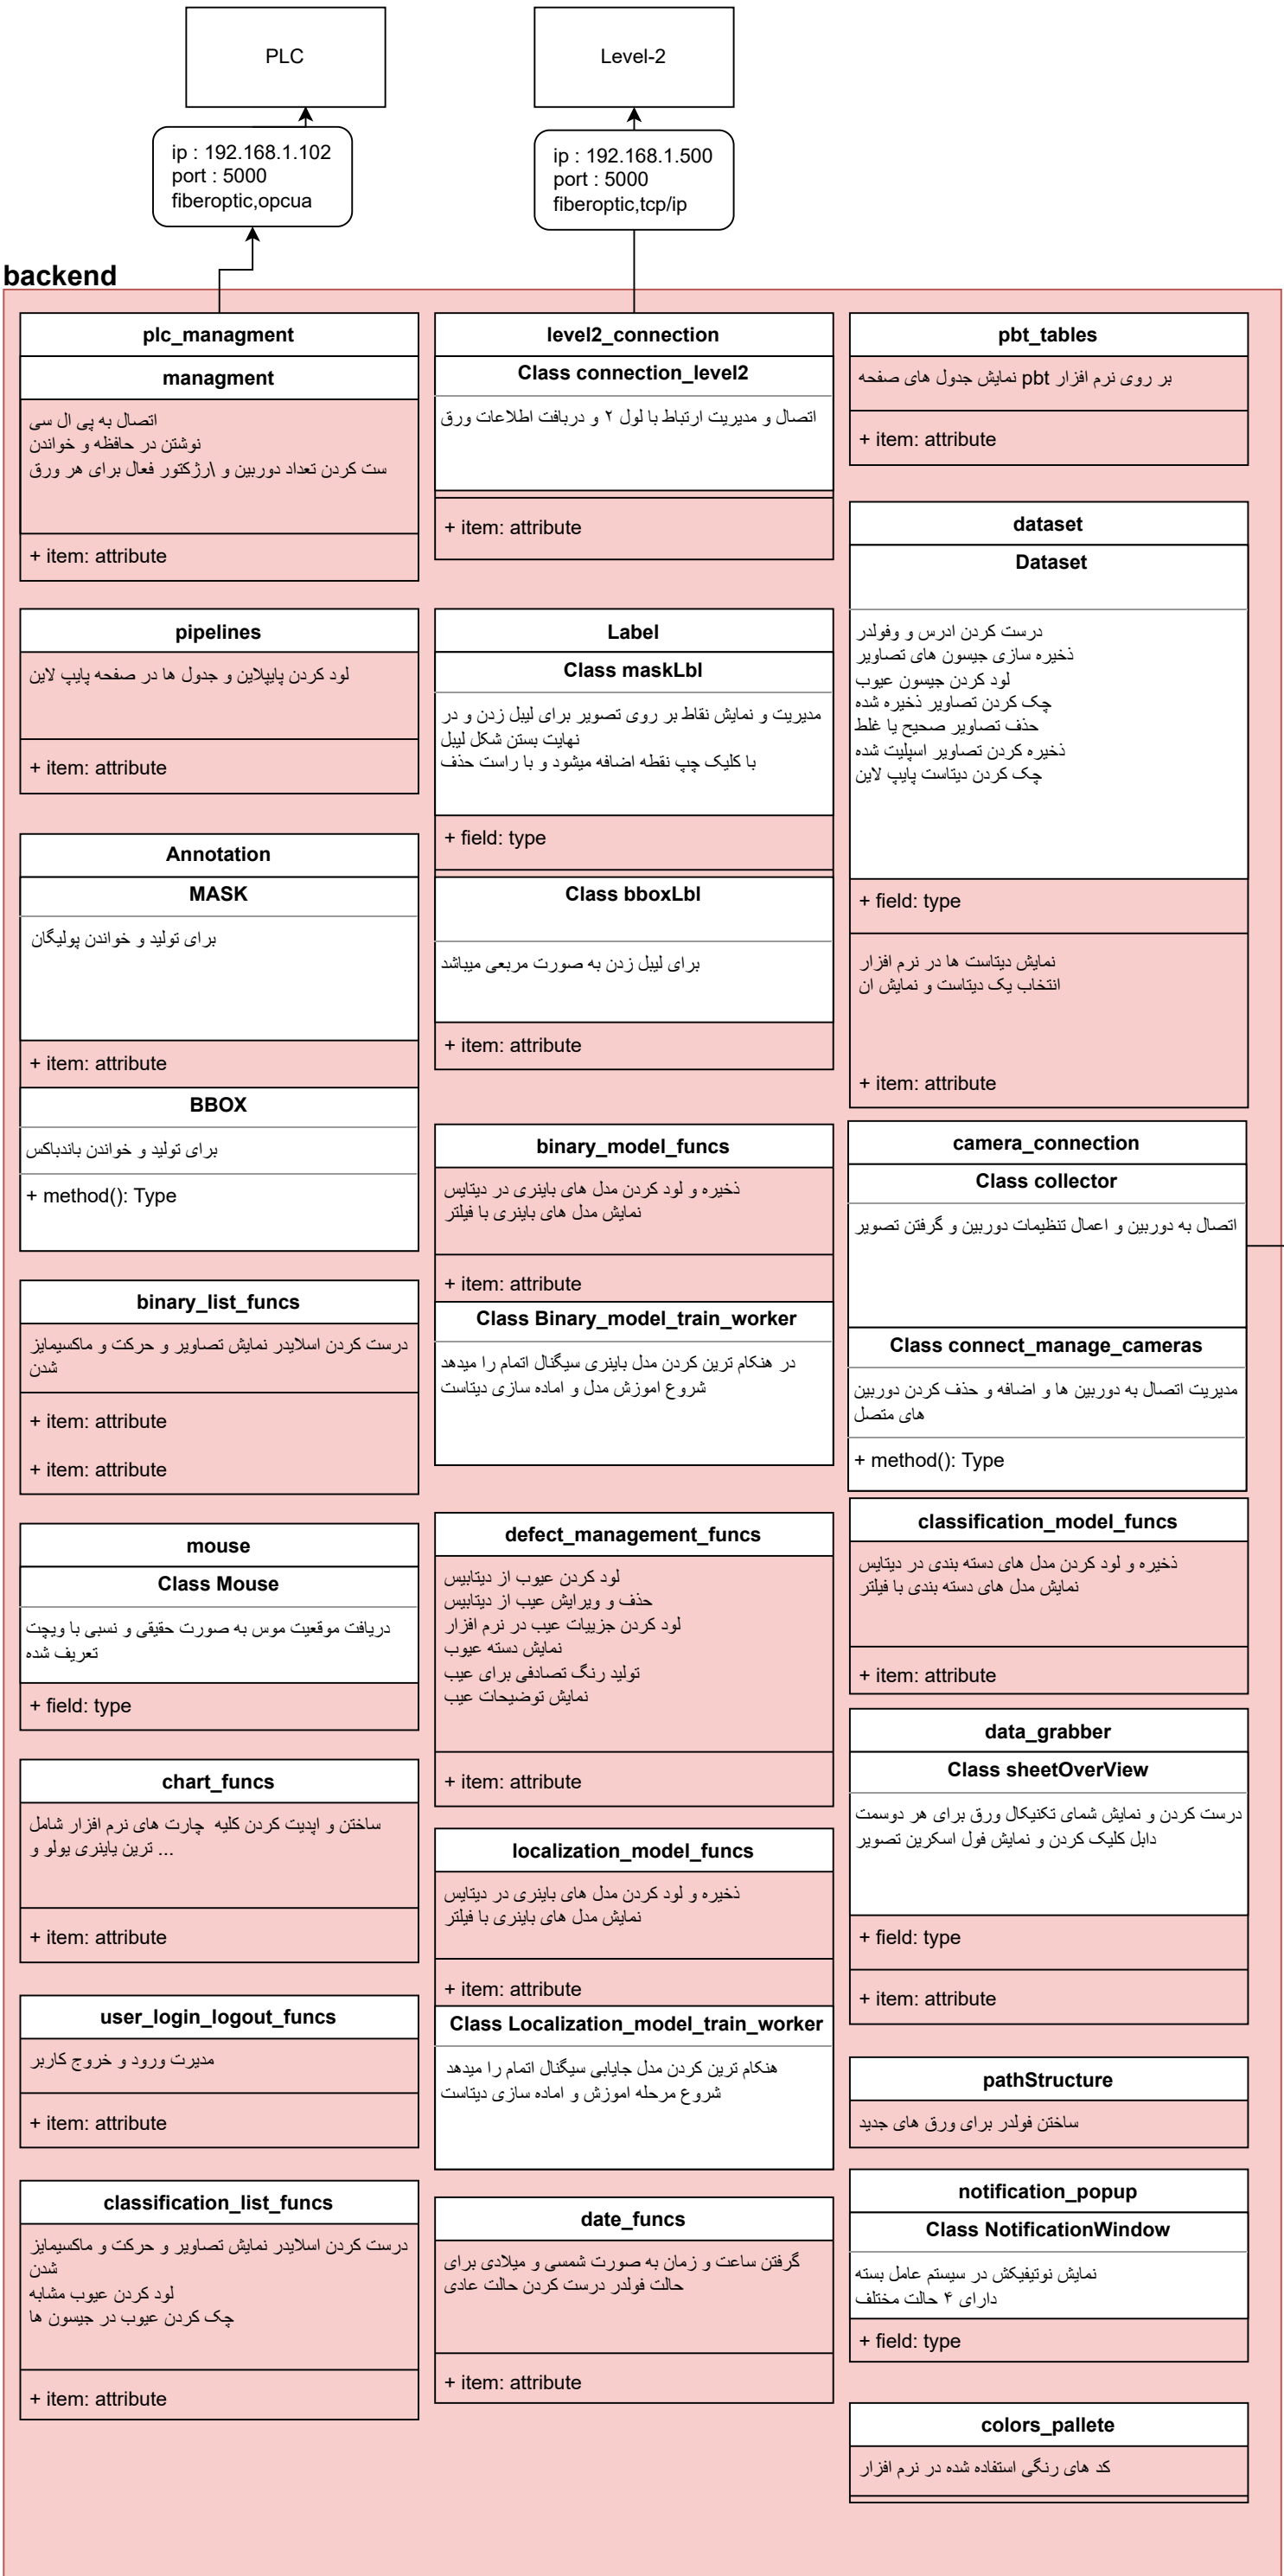 PLC
Level-2
ip : 192.168.1.102
port : 5000
fiberoptic,opcua
ip : 192.168.1.500
port : 5000
fiberoptic,tcp/ip
backend
plc_managment
managment
اتصال به پی ال سی
نوشتن در حافظه و خواندن
ست کردن تعداد دوربین و \رژکتور فعال برای هر ورق
+ item: attribute
pipelines
لود کردن پایپلاین و جدول ها در صفحه پایپ لاین
+ item: attribute
Annotation
MASK
برای تولید و خواندن پولیگان
+ item: attribute
BBOX
برای تولید و خواندن باندباکس
+ method(): Type
binary_list_funcs
درست کردن اسلایدر نمایش تصاویر و حرکت و ماکسیمایز
شدن
+ item: attribute
+ item: attribute
mouse
Class Mouse
دریافت موقعیت موس به صورت حقیقی و نسبی با ویجت
تعریف شده
+ field: type
chart_funcs
ساختن و اپدیت کردن کلیه چارت های نرم افزار شامل
ترین یاینری یولو و ...
+ item: attribute
user_login_logout_funcs
مدیرت ورود و خروج کاربر
+ item: attribute
classification_list_funcs
درست کردن اسلایدر نمایش تصاویر و حرکت و ماکسیمایز
شدن
لود کردن عیوب مشابه
چک کردن عیوب در جیسون ها
+ item: attribute
level2_connection
Class connection_level2
اتصال و مدیریت ارتباط با لول ۲ و دریافت اطلاعات ورق
+ item: attribute
Label
Class maskLbl
مدیریت و نمایش نقاط بر روی تصویر برای لیبل زدن و در
نهایت بستن شکل لیبل
با کلیک چپ نقطه اضافه میشود و با راست حذف
+ field: type
Class bboxLbl
برای لیبل زدن به صورت مربعی میباشد
+ item: attribute
binary_model_funcs
ذخیره و لود کردن مدل های باینری در دیتایس
نمایش مدل های باینری با فیلتر
+ item: attribute
Class Binary_model_train_worker
در هنکام ترین کردن مدل باینری سیگنال اتمام را میدهد
شروع اموزش مدل و اماده سازی دیتاست
defect_management_funcs
لود کردن عیوب از دیتابیس
حذف و ویرایش عیب از دیتابیس
لود کردن جزییات عیب در نرم افزار
نمایش دسته عیوب
تولید رنگ تصادفی برای عیب
نمایش توضیحات عیب
+ item: attribute
localization_model_funcs
ذخیره و لود کردن مدل های باینری در دیتایس
نمایش مدل های باینری با فیلتر
+ item: attribute
Class Localization_model_train_worker
هنکام ترین کردن مدل جایابی سیگنال اتمام را میدهد
شروع مرحله اموزش و اماده سازی دیتاست
date_funcs
گرفتن ساعت و زمان به صورت شمسی و میلادی برای
حالت فولدر درست کردن حالت عادی
+ item: attribute
pbt_tables
نمایش جدول های صفحه pbt بر روی نرم افزار
+ item: attribute
dataset
Dataset
درست کردن ادرس و وفولدر
ذخیره سازی جیسون های تصاویر
لود کردن جیسون عیوب
چک کردن تصاویر ذخیره شده
حذف تصاویر صحیح یا غلط
ذخیره کردن تصاویر اسپلیت شده
چک کردن دیتاست پایپ لاین
+ field: type
نمایش دیتاست ها در نرم افزار
انتخاب یک دیتاست و نمایش ان
+ item: attribute
camera_connection
Class collector
اتصال به دوربین و اعمال تنظیمات دوربین و گرفتن تصویر
Class connect_manage_cameras
مدیریت اتصال به دوربین ها و اضافه و حذف کردن دوربین
های متصل
+ method(): Type
classification_model_funcs
ذخیره و لود کردن مدل های دسته بندی در دیتایس
نمایش مدل های دسته بندی با فیلتر
+ item: attribute
data_grabber
Class sheetOverView
درست کردن و نمایش شمای تکنیکال ورق برای هر دوسمت
دابل کلیک کردن و نمایش فول اسکرین تصویر
+ field: type
+ item: attribute
pathStructure
ساختن فولدر برای ورق های جدید
notification_popup
Class NotificationWindow
نمایش نوتیفیکش در سیستم عامل بسته
دارای ۴ حالت مختلف
+ field: type
colors_pallete
کد های رنگی استفاده شده در نرم افزار